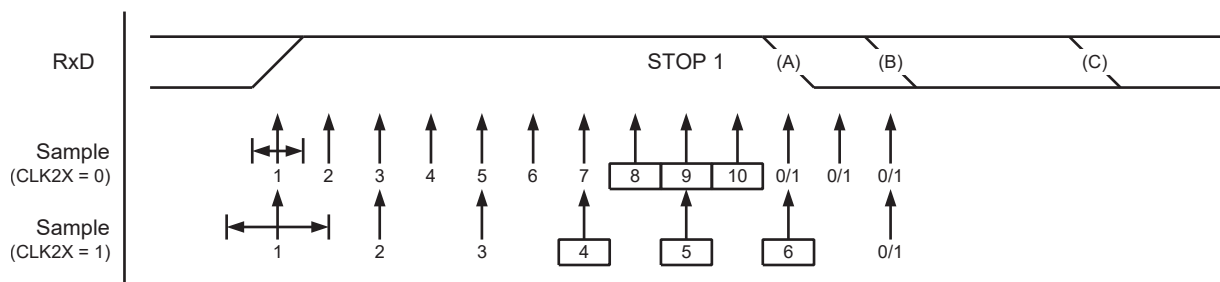 RxD STOP 1 (A) (B) (C)
Sample
(CLK2X = 0)
1 2 3 4 5 6 7 8 9 10 0/1 0/1 0/1
Sample
(CLK2X = 1)
1 2 3 4 5 6 0/1